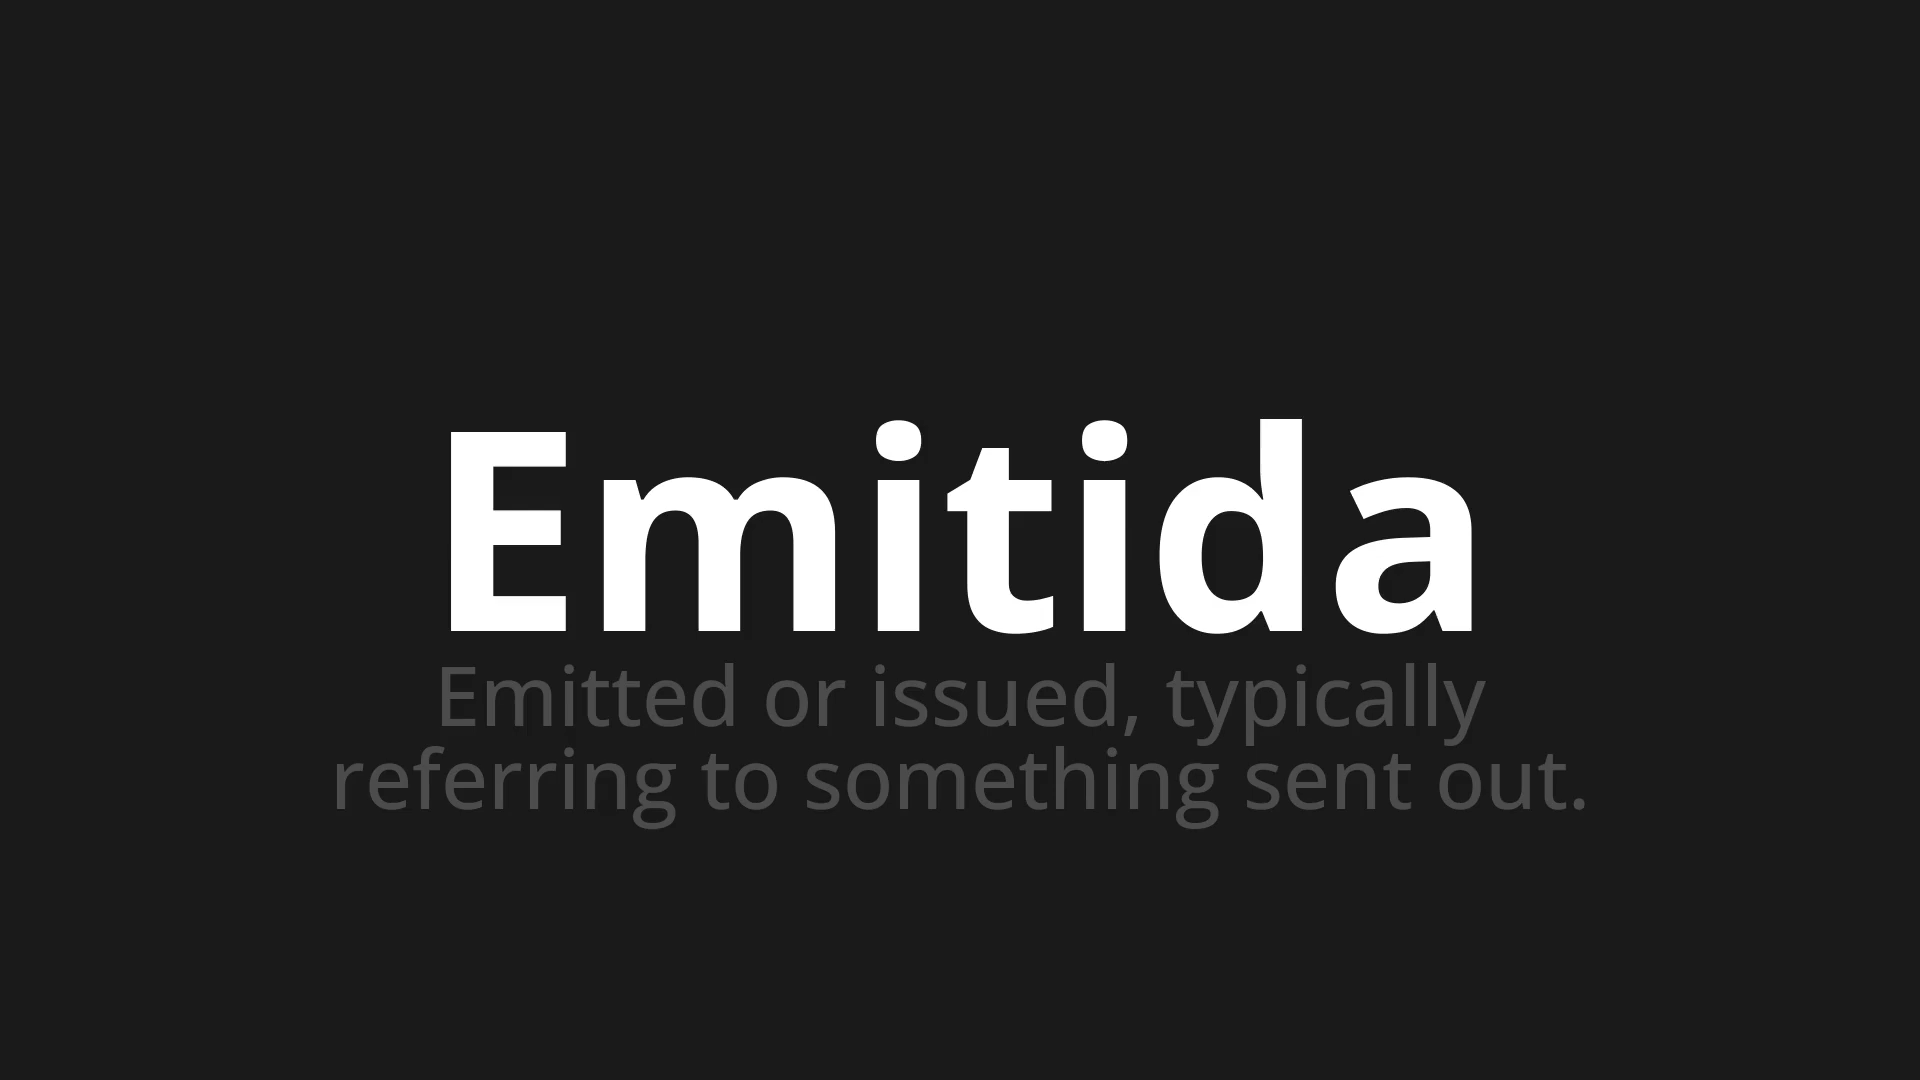 Emitida
Emitted or issued, typically
referring to something sent out.